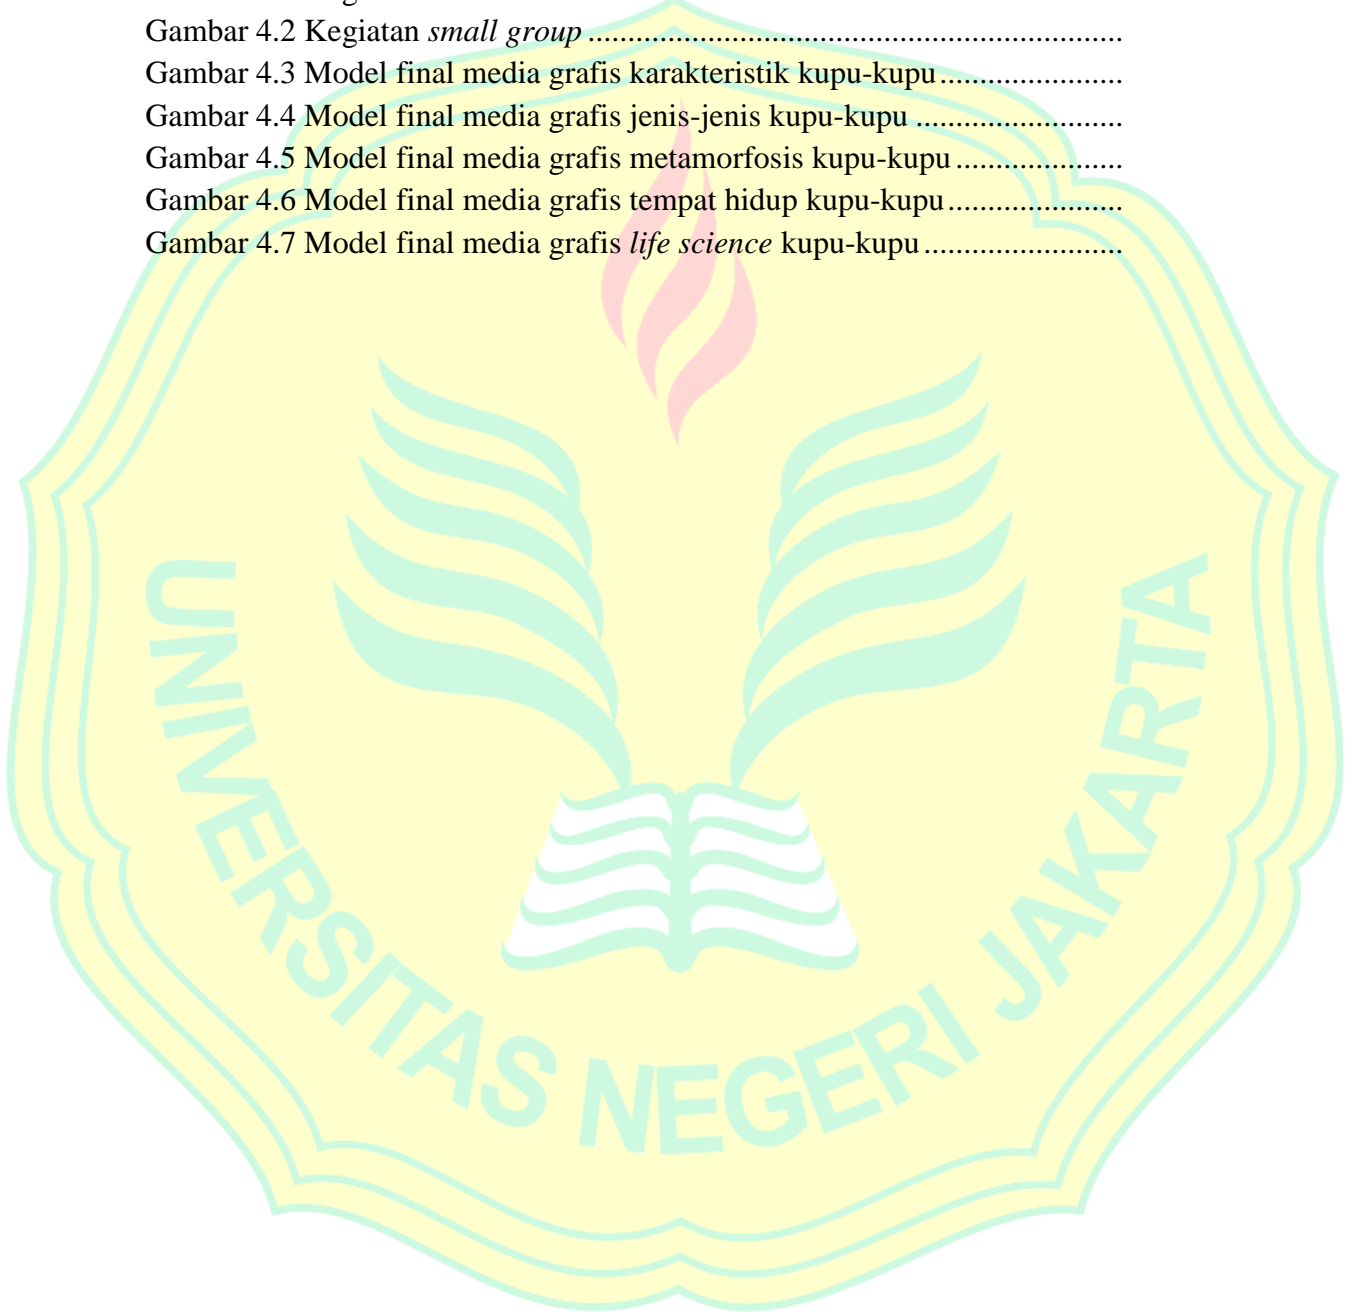 Gambar 4.2 Kegiatan small group ....................................................................
Gambar 4.3 Model final media grafis karakteristik kupu-kupu.......................
Gambar 4.4 Model final media grafis jenis-jenis kupu-kupu ..........................
Gambar 4.5 Model final media grafis metamorfosis kupu-kupu.....................
Gambar 4.6 Model final media grafis tempat hidup kupu-kupu......................
Gambar 4.7 Model final media grafis life science kupu-kupu.........................
UNIVERSITAS NEGERI JAKARTA